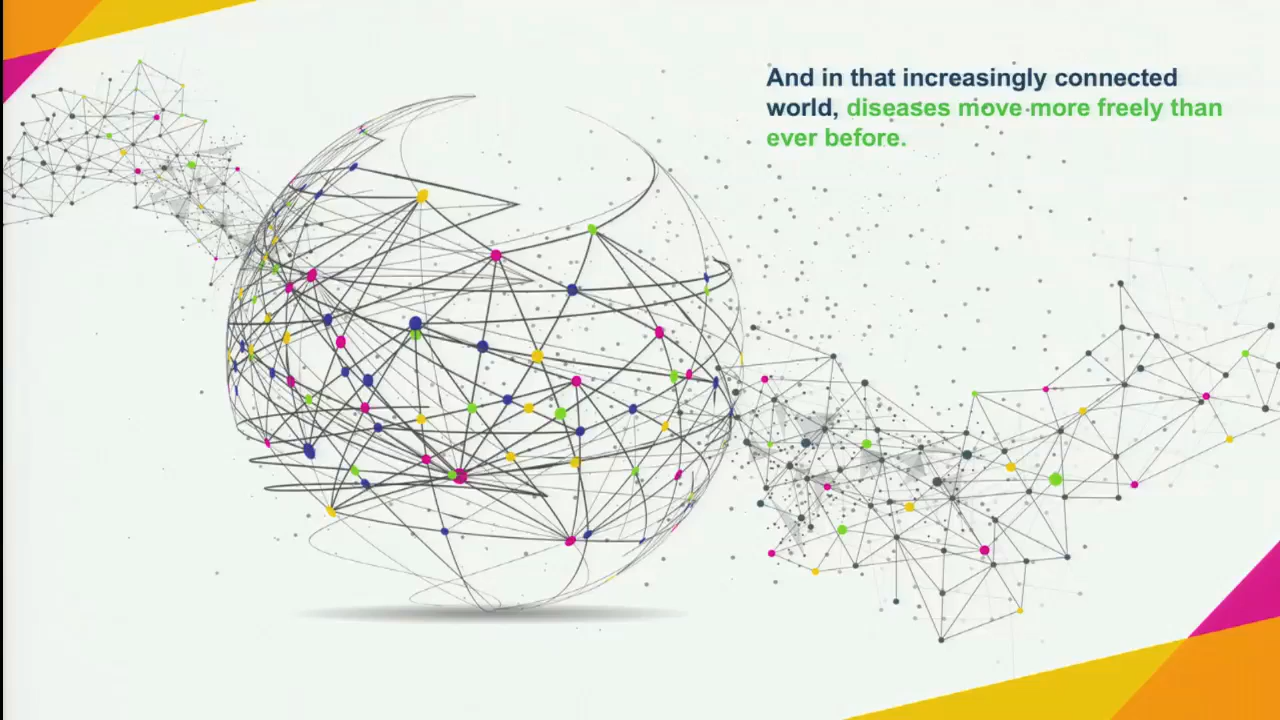 And in that increasingly connected
world, diseases move more freely than
ever before.